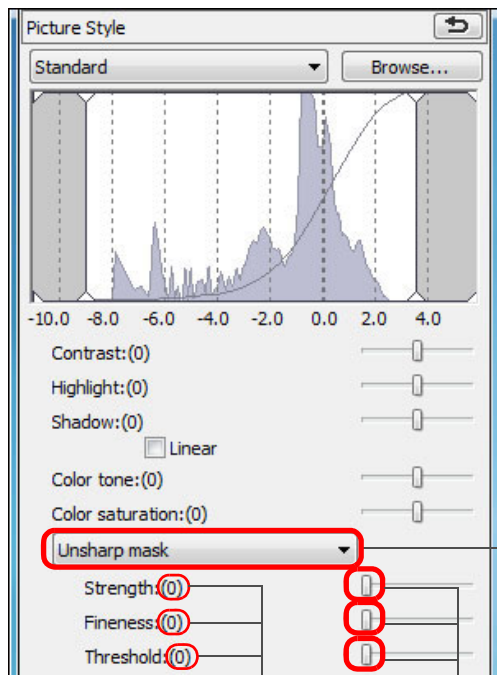 Picture Style
Standard Browse...
-10.0 -8.0 -6.0 -4.0 -2.0 0.0 2.0 4.0
Contrast:(0)
Highlight:(0)
Shadow:(0)
Linear
Color tone:(0)
Color saturation:(0)
Unsharp mask
Strength:(0)
Fineness:(0)
Threshold:(0)